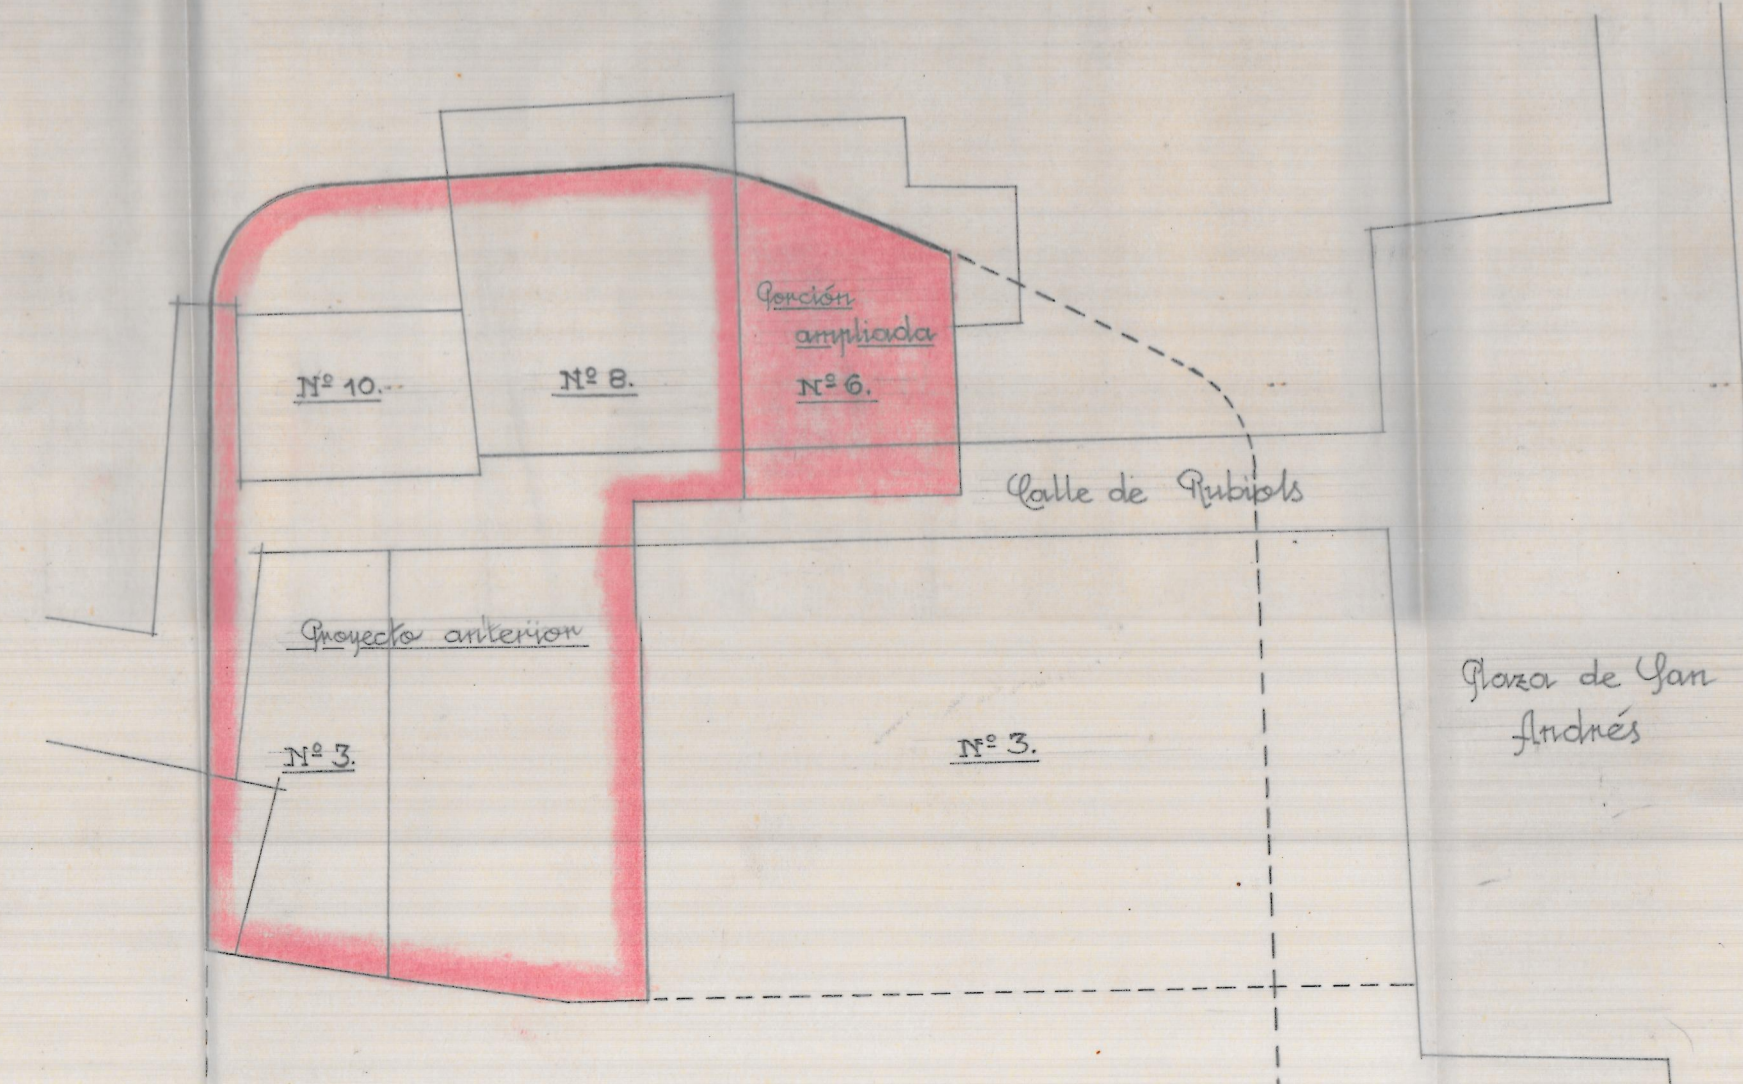 Porción
ampliada
Nº 10.
Nº 8.
Nº 6.
Calle de Rubiols
Proyecto anterior
Plaza de San
Andrés
Nº 3.
Nº 3.